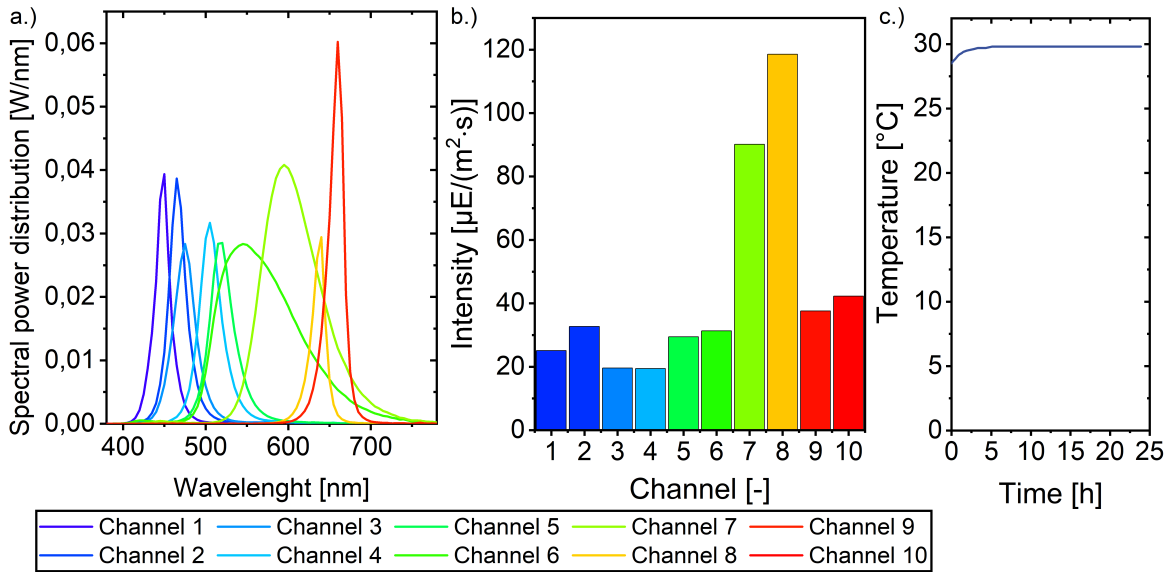 a.)
Spectral power distribution [W/nm]
0,06
0,05
0,04
0,03
0,02
0,01
0,00
400 500 600 700
Wavelenght [nm]
b.)
Intensity [µE/(m²·s)]
120
100
80
60
40
20
0
1 2 3 4 5 6 7 8 9 10
Channel [-]
c.)
Temperature [°C]
30
25
20
15
10
5
0
0 5 10 15 20 25
Time [h]
Channel 1 Channel 3 Channel 5 Channel 7 Channel 9
Channel 2 Channel 4 Channel 6 Channel 8 Channel 10